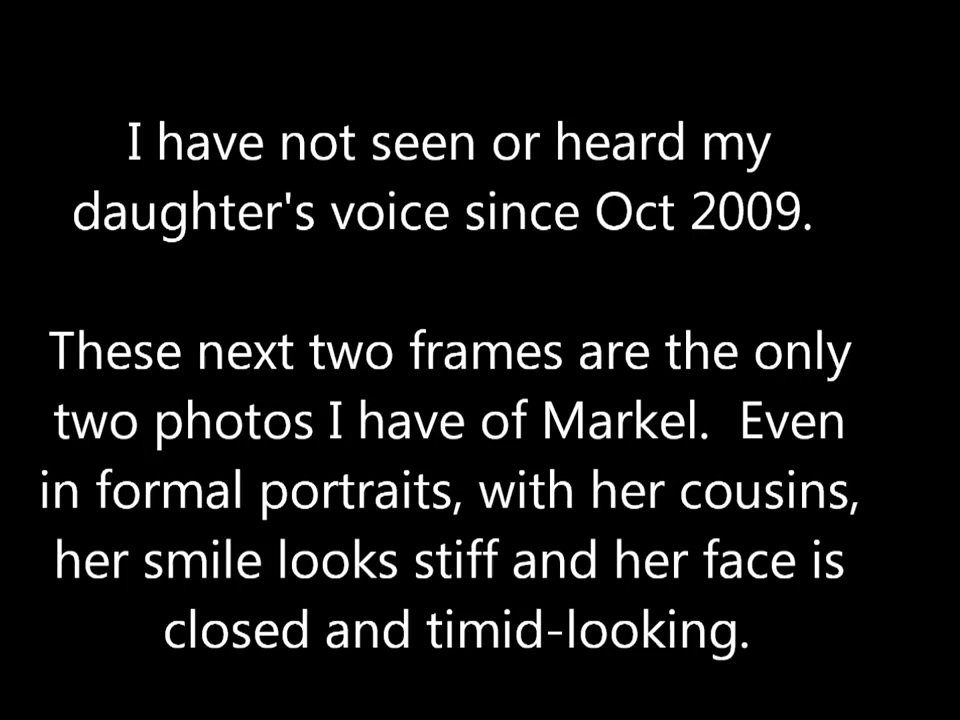 I have not seen or heard my
daughter's voice since Oct 2009.
These next two frames are the only
two photos I have of Markel.  Even
in formal portraits, with her cousins,
her smile looks stiff and her face is
closed and timid-looking.